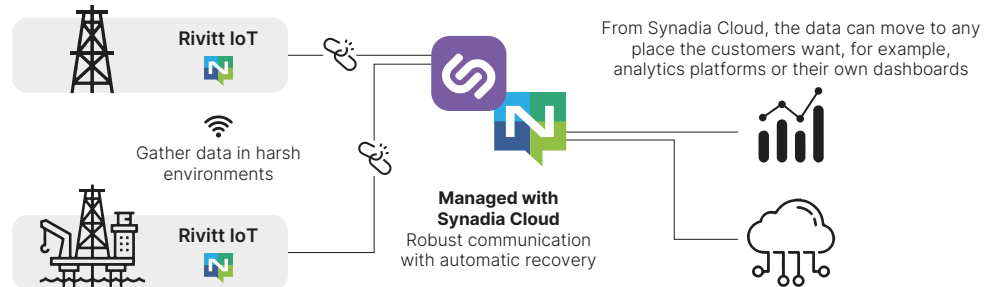 Rivitt IoT
Gather data in harsh
environments
Rivitt IoT
Managed with
Synadia Cloud
Robust communication
with automatic recovery
From Synadia Cloud, the data can move to any
place the customers want, for example,
analytics platforms or their own dashboards